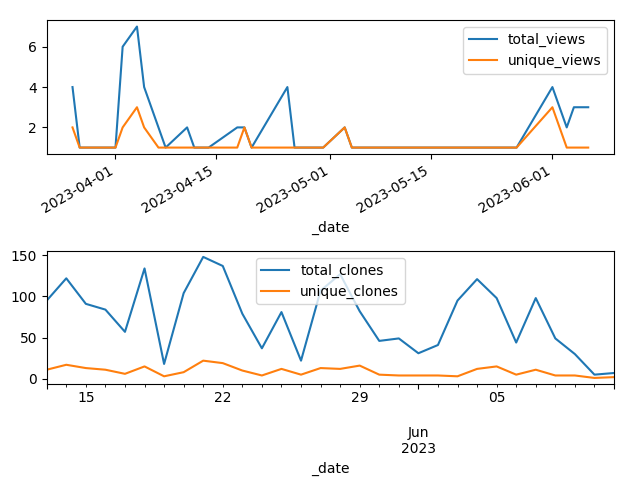 6
4
2
total_views
unique_views
2023-04-01
2023-04-15
2023-05-01
2023-05-15
2023-06-01
_date
150
100
50
0
total_clones
unique_clones
15
22
29
05
Jun
2023
_date